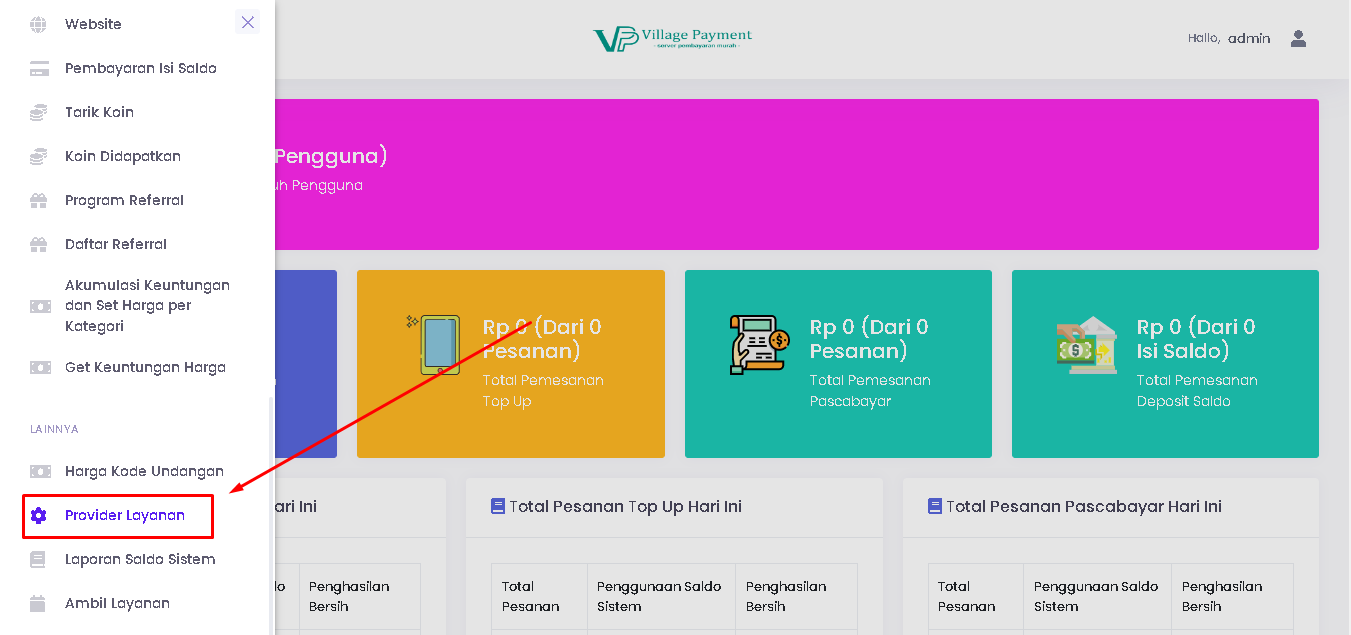 Website
Pembayaran Isi Saldo
Tarik Koin
Koin Didapatkan
Program Referral
Daftar Referral
Akumulasi Keuntungan
dan Set Harga per
Kategori
Get Keuntungan Harga
LAINNYA
Harga Kode Undangan
Provider Layanan
Laporan Saldo Sistem
Ambil Layanan
VP Village Payment
- server pembayaran murah -
Hallo, admin
Pengguna)
uh Pengguna
Rp 0 (Dari 0
Pesanan)
Total Pemesanan
Top Up
Rp 0 (Dari 0
Pesanan)
Total Pemesanan
Pascabayar
Rp 0 (Dari 0
Isi Saldo)
Total Pemesanan
Deposit Saldo
ari Ini
do
Penghasilan
Bersih
Total Pesanan Top Up Hari Ini
Total
Pesanan
Penggunaan Saldo
Sistem
Penghasilan
Bersih
Total Pesanan Pascabayar Hari Ini
Total
Pesanan
Penggunaan Saldo
Sistem
Penghasilan
Bersih